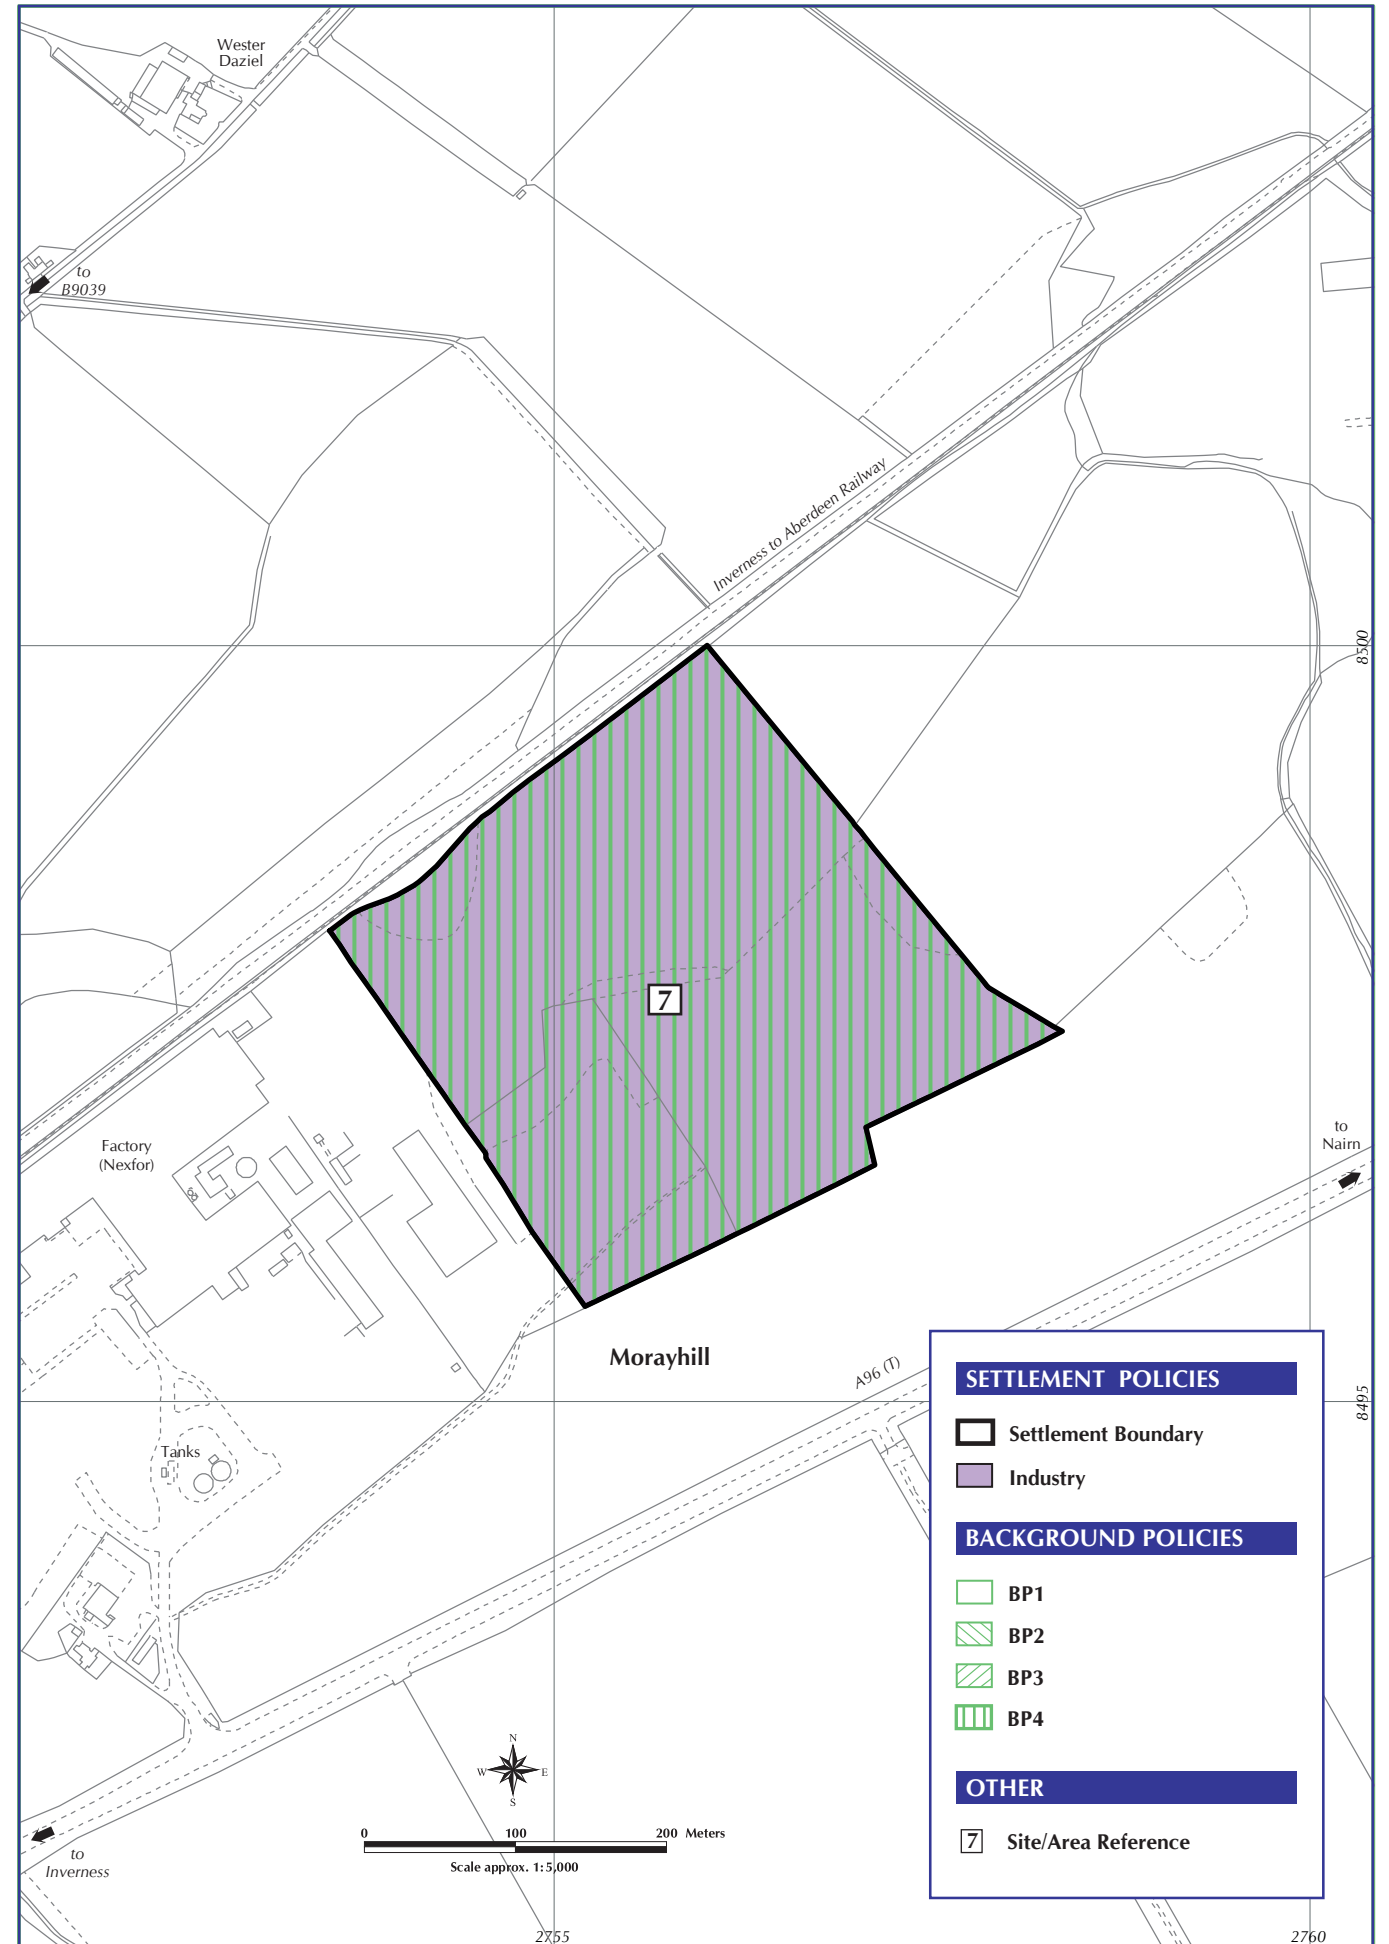 Wester
Daziel
to
B9039
Inverness to Aberdeen Railway
8500
7
Factory
(Nexfor)
to
Nairn
Morayhill
A96 (T)
8495
Tanks
SETTLEMENT POLICIES
Settlement Boundary
Industry
BACKGROUND POLICIES
BP1
BP2
BP3
BP4
OTHER
7 Site/Area Reference
N
W E
S
0 100 200 Meters
Scale approx. 1:5,000
to
Inverness
2755
2760